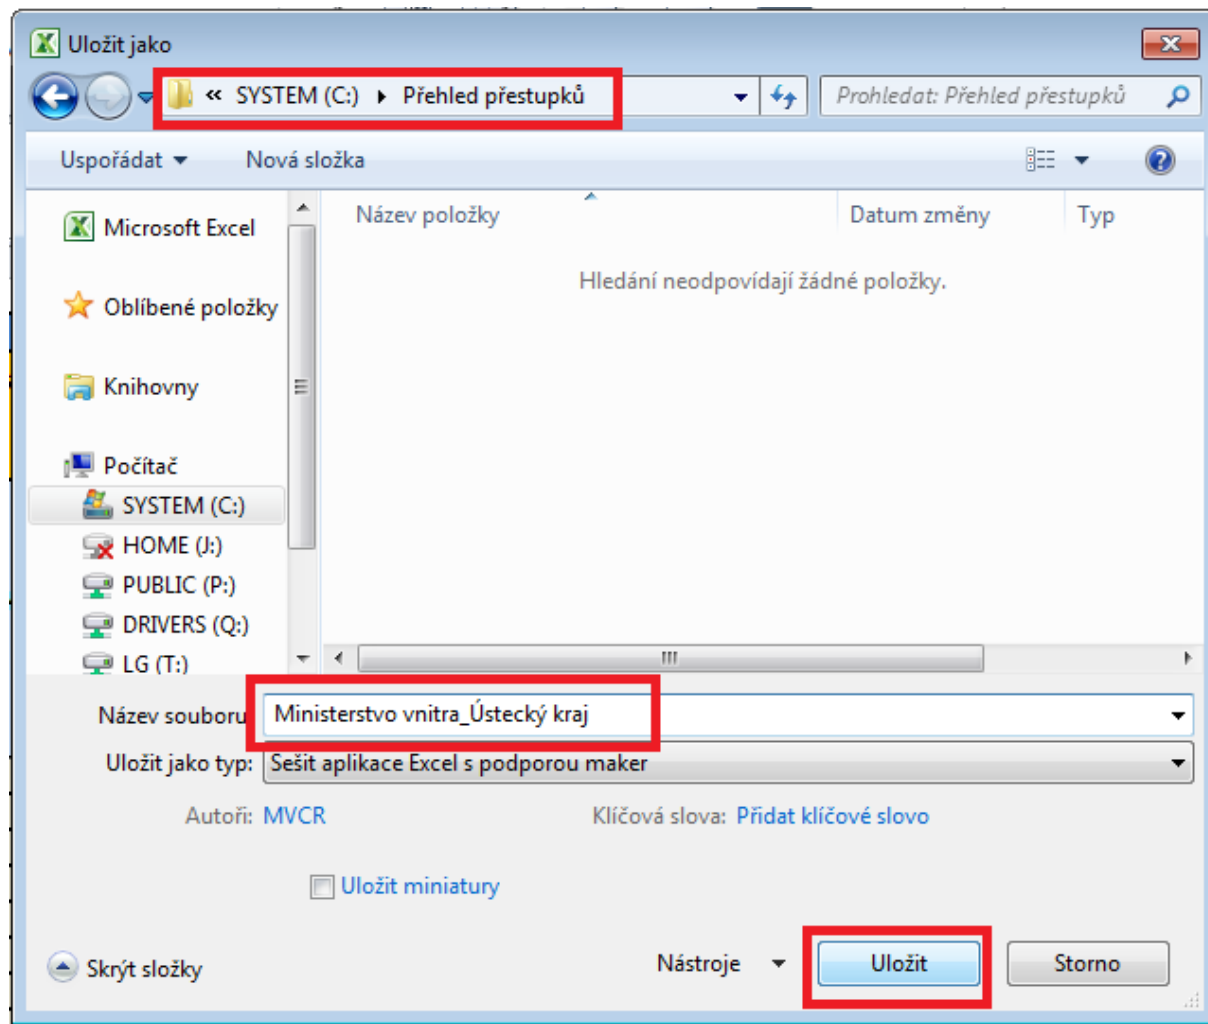 Uložit jako
« SYSTEM (C:) ▸ Přehled přestupků
Prohledat: Přehled přestupků
Uspořádat Nová složka
Microsoft Excel
Oblíbené položky
Knihovny
Počítač
SYSTEM (C:)
HOME (J:)
PUBLIC (P:)
DRIVERS (Q:)
LG (T:)
Název položky Datum změny Typ
Hledání neodpovídají žádné položky.
Název souboru Ministerstvo vnitra_Ústecký kraj
Uložit jako typ: Sešit aplikace Excel s podporou maker
Autoři: MVCR Klíčová slova: Přidat klíčové slovo
Uložit miniatury
Skrýt složky Nástroje Uložit Storno